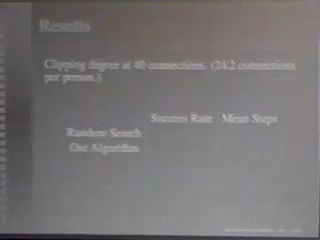 Results
Clipping degree at 40 connections. (24.2 connections
per person.)
Success Rate Mean Steps
Random Search
Our Algorithm